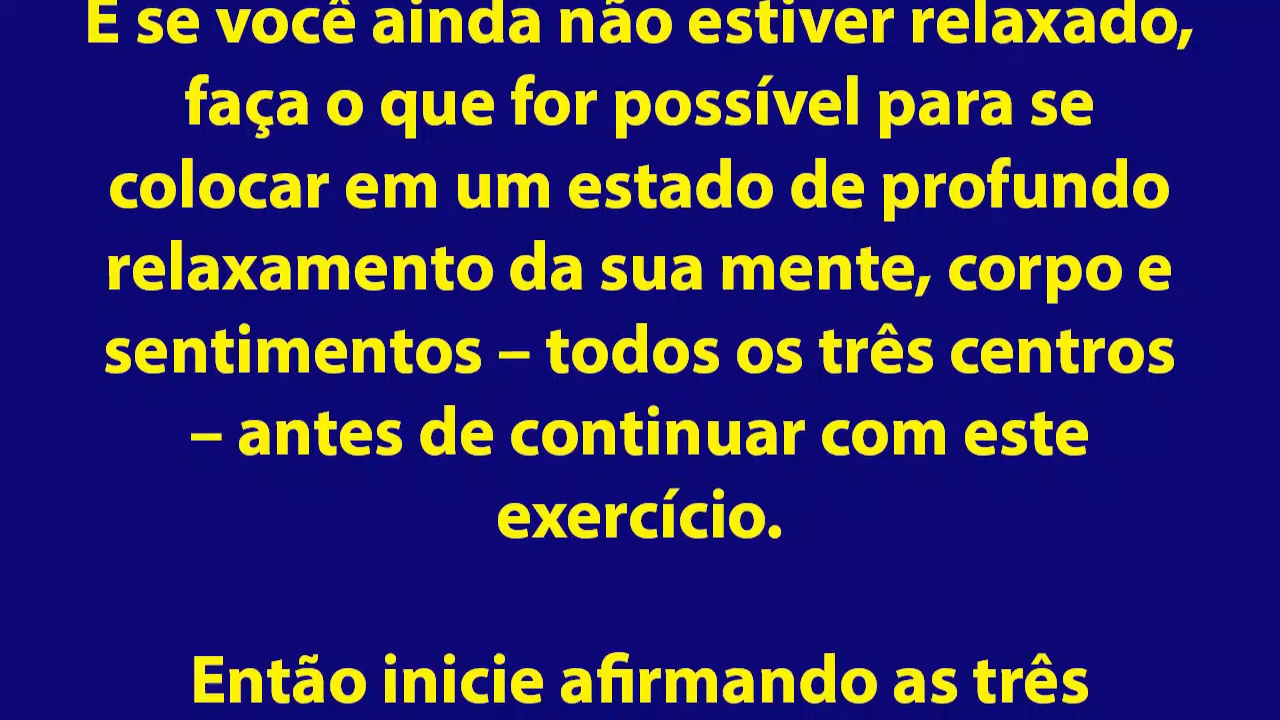 E se você ainda não estiver relaxado,
faça o que for possível para se
colocar em um estado de profundo
relaxamento da sua mente, corpo e
sentimentos – todos os três centros
– antes de continuar com este
exercício.
Então inicie afirmando as três